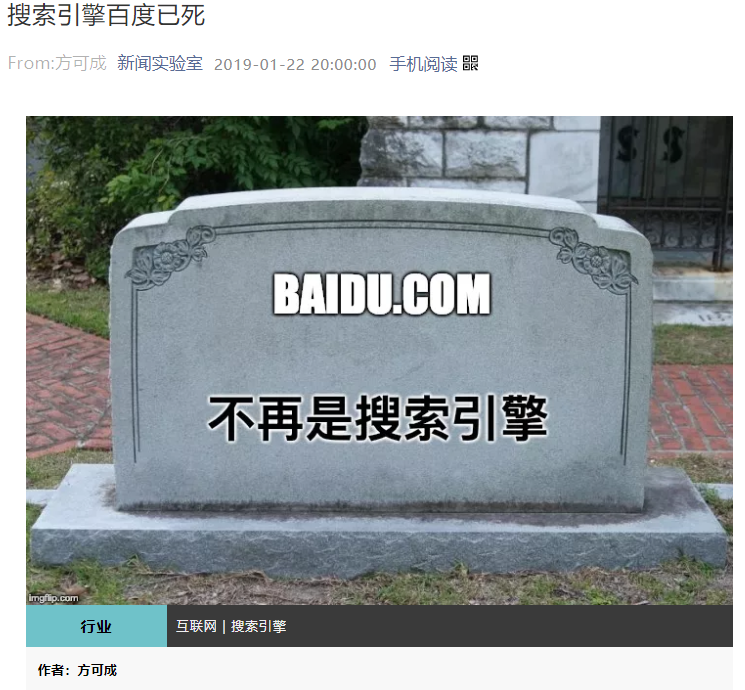 搜索引擎百度已死
From:方可成 新闻实验室 2019-01-22 20:00:00 手机阅读
BAIDU.COM
不再是搜索引擎
imgflip.com
行业 互联网 | 搜索引擎
作者：方可成